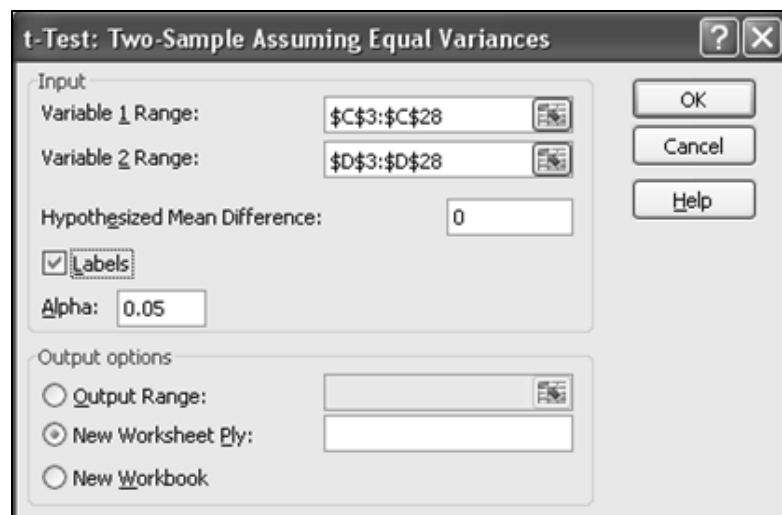 t-Test: Two-Sample Assuming Equal Variances
Input
Variable 1 Range: $C$3:$C$28
Variable 2 Range: $D$3:$D$28
Hypothesized Mean Difference: 0
Labels
Alpha: 0.05
OK
Cancel
Help
Output options
Output Range:
New Worksheet Ply:
New Workbook